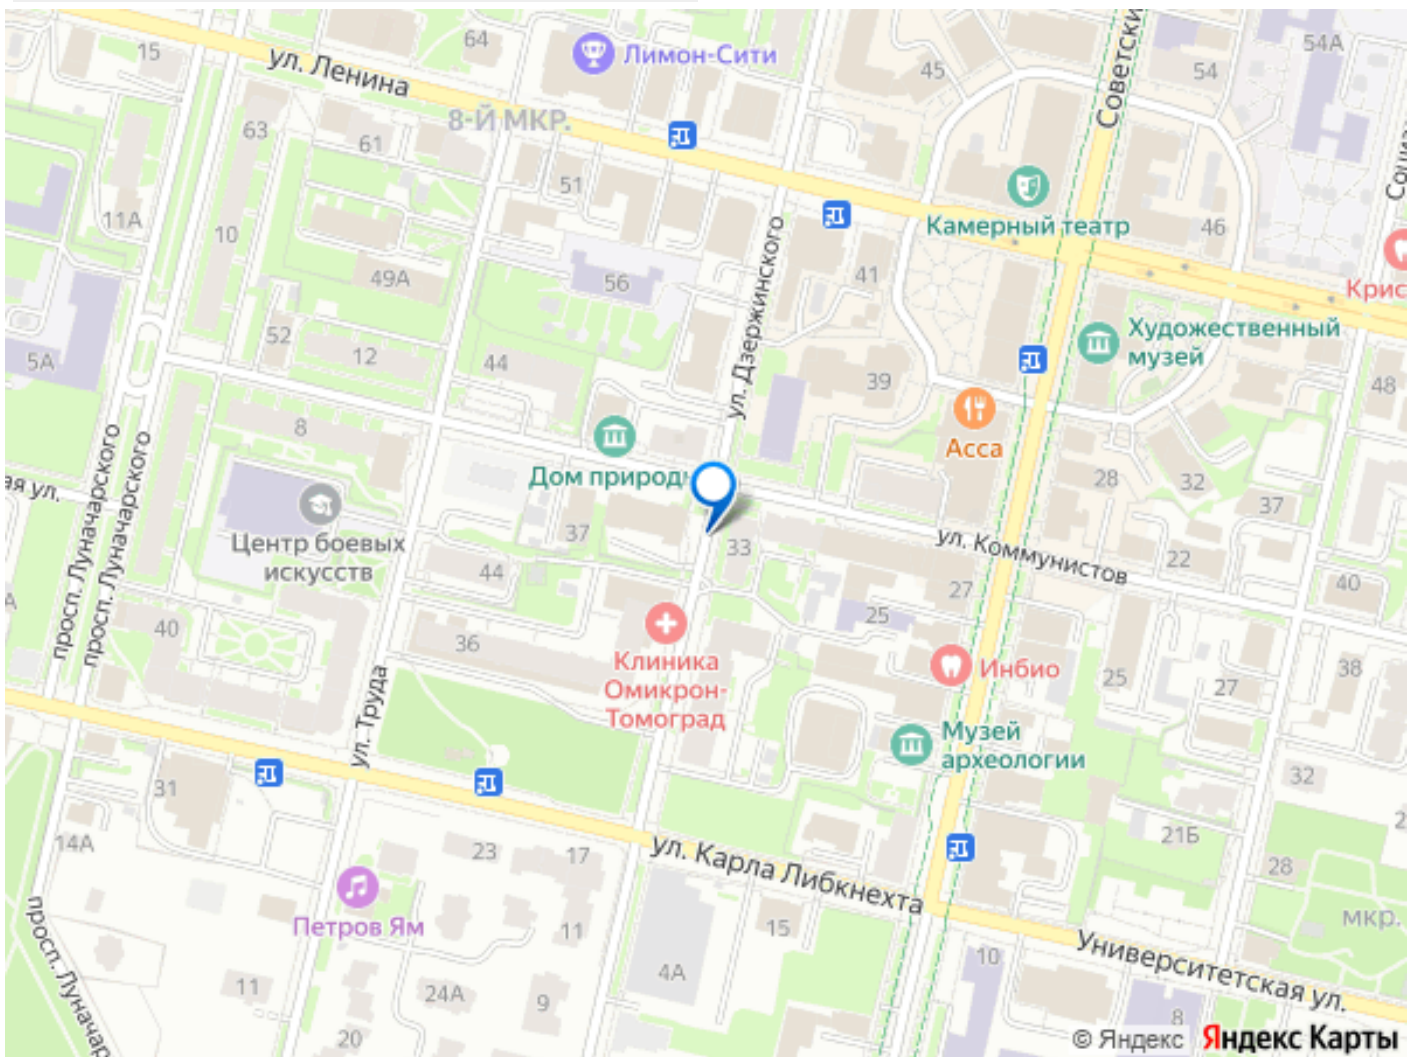 15
64
Лимон-Сити
45
54
54А
Советски
ул. Ленина
8-Й МКР.
63
61
51
Камерный театр
46
11А
10
49А
56
41
ул. Дзержинского
Крис
Художественный
музей
5А
52
12
44
39
48
8
Дом природы
Асса
28
32
37
просп. Луначарского
просп. Луначарского
ая ул.
Центр боевых
искусств
37
33
ул. Коммунистов
22
44
27
40
25
40
36
Клиника
Омикрон-
Томоград
Инбио
25
27
38
ул. Труда
Музей
археологии
31
32
14А
23
17
ул. Карла Либкнехта
21Б
28
2
Петров Ям
11
15
мкр.
просп. Луначар
11
24А
9
4А
10
Университетская ул.
20
8
© Яндекс Яндекс Карты